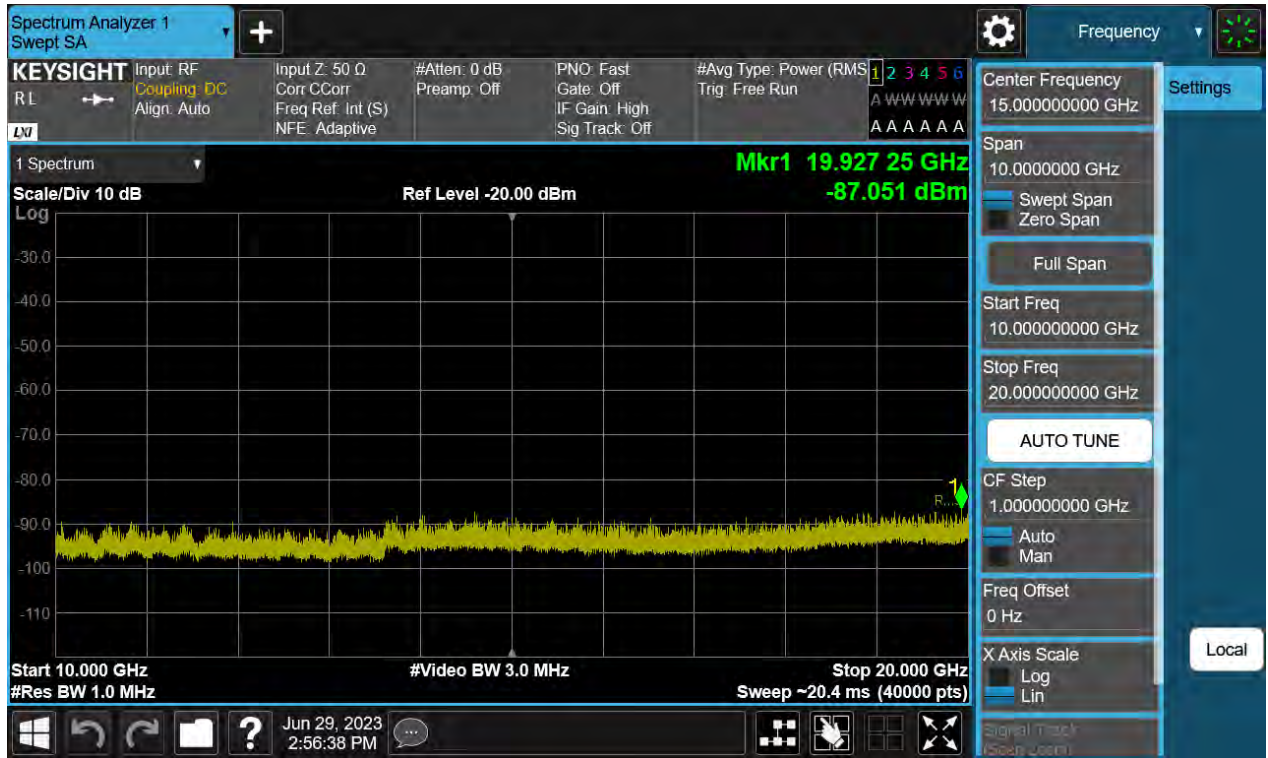 Spectrum Analyzer 1
Swept SA
Frequency
KEYSIGHT
RL
LXI
Input: RF
Coupling: DC
Align: Auto
Input Z: 50 Ω
Corr CCorr
Freq Ref: Int (S)
NFE: Adaptive
#Atten: 0 dB
Preamp: Off
PNO: Fast
Gate: Off
IF Gain: High
Sig Track: Off
#Avg Type: Power (RMS
Trig: Free Run
1 2 3 4 5 6
A W W W W W
A A A A A A
1 Spectrum
Scale/Div 10 dB
Ref Level -20.00 dBm
Mkr1 19.927 25 GHz
-87.051 dBm
Log
-30.0
-40.0
-50.0
-60.0
-70.0
-80.0
-90.0
-100
-110
1
R...
Start 10.000 GHz
#Res BW 1.0 MHz
#Video BW 3.0 MHz
Stop 20.000 GHz
Sweep ~20.4 ms (40000 pts)
Center Frequency
15.000000000 GHz
Span
10.0000000 GHz
Swept Span
Zero Span
Full Span
Start Freq
10.000000000 GHz
Stop Freq
20.000000000 GHz
AUTO TUNE
CF Step
1.000000000 GHz
Auto
Man
Freq Offset
0 Hz
X Axis Scale
Log
Lin
Signal Track
(Span Zoom)
Settings
Local
?
Jun 29, 2023
2:56:38 PM